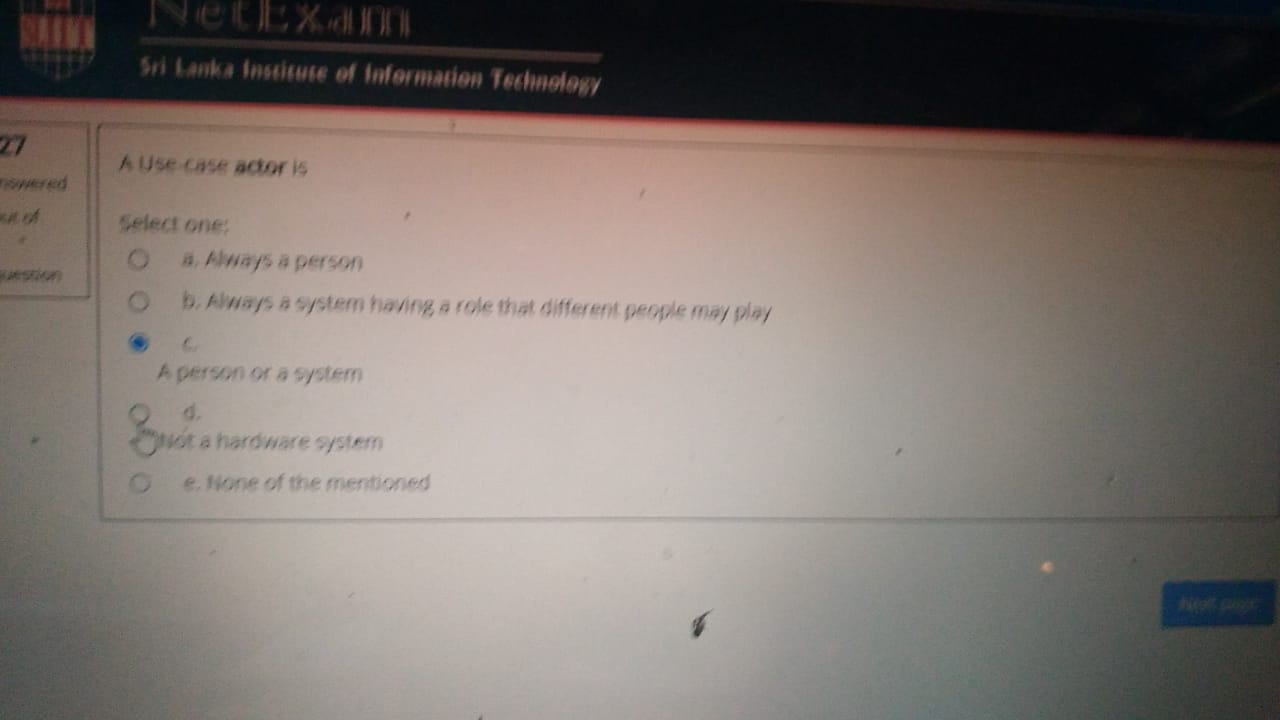 SLIIT
NetExam
Sri Lanka Institute of Information Technology
27
nswered
out of
uestion
A Use-case actor is
Select one:
a. Always a person
b. Always a system having a role that different people may play
c.
A person or a system
d.
Not a hardware system
e. None of the mentioned
Next page